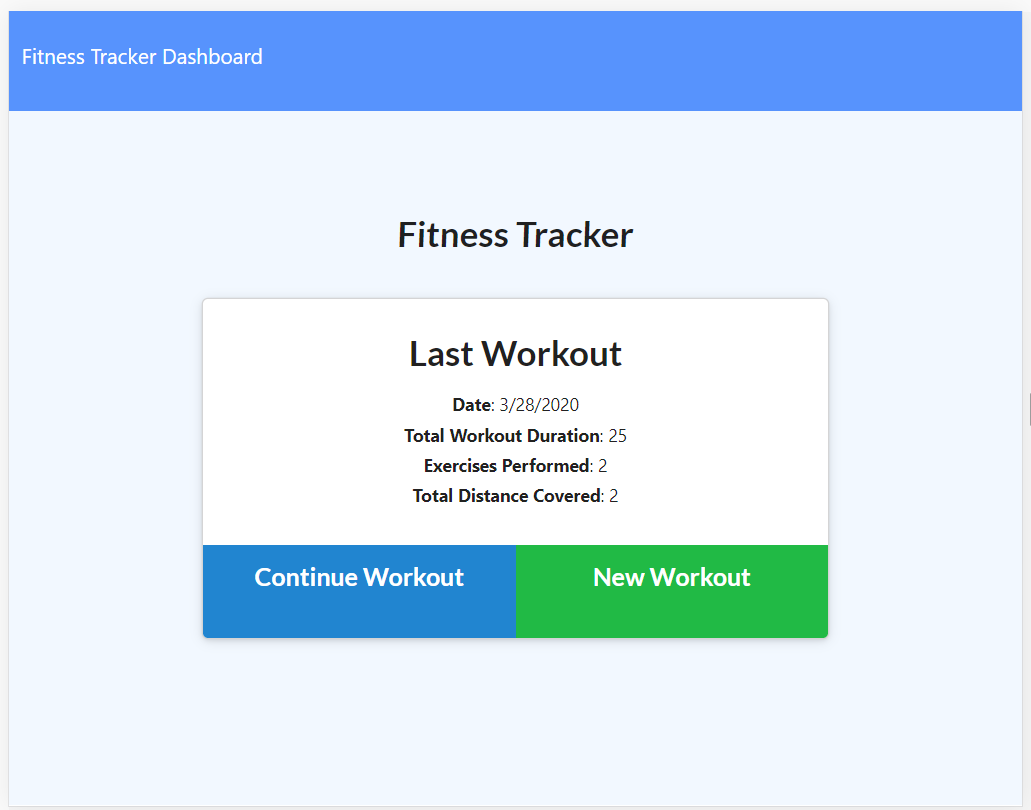 Fitness Tracker Dashboard
Fitness Tracker
Last Workout
Date: 3/28/2020
Total Workout Duration: 25
Exercises Performed: 2
Total Distance Covered: 2
Continue Workout
New Workout